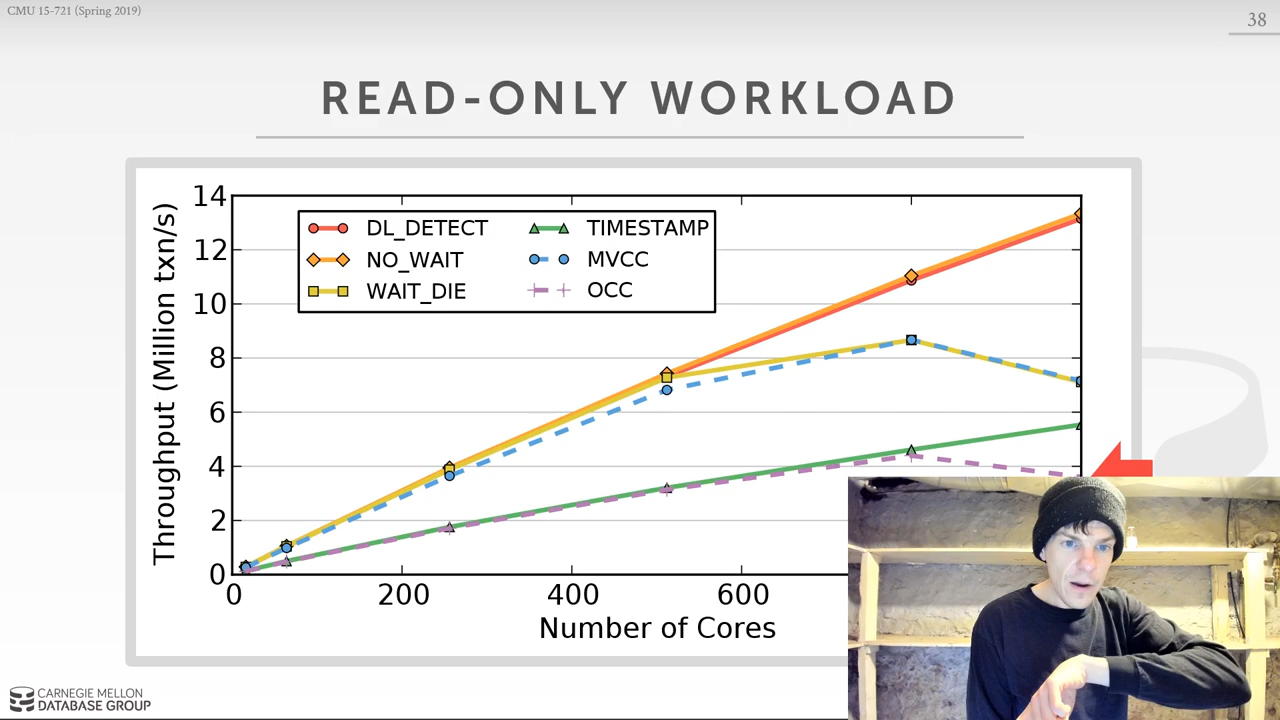 CMU 15-721 (Spring 2019)
38
READ-ONLY WORKLOAD
Throughput (Million txn/s)
14
12
10
8
6
4
2
0
DL_DETECT
NO_WAIT
WAIT_DIE
TIMESTAMP
MVCC
OCC
0 200 400 600
Number of Cores
CARNEGIE MELLON
DATABASE GROUP